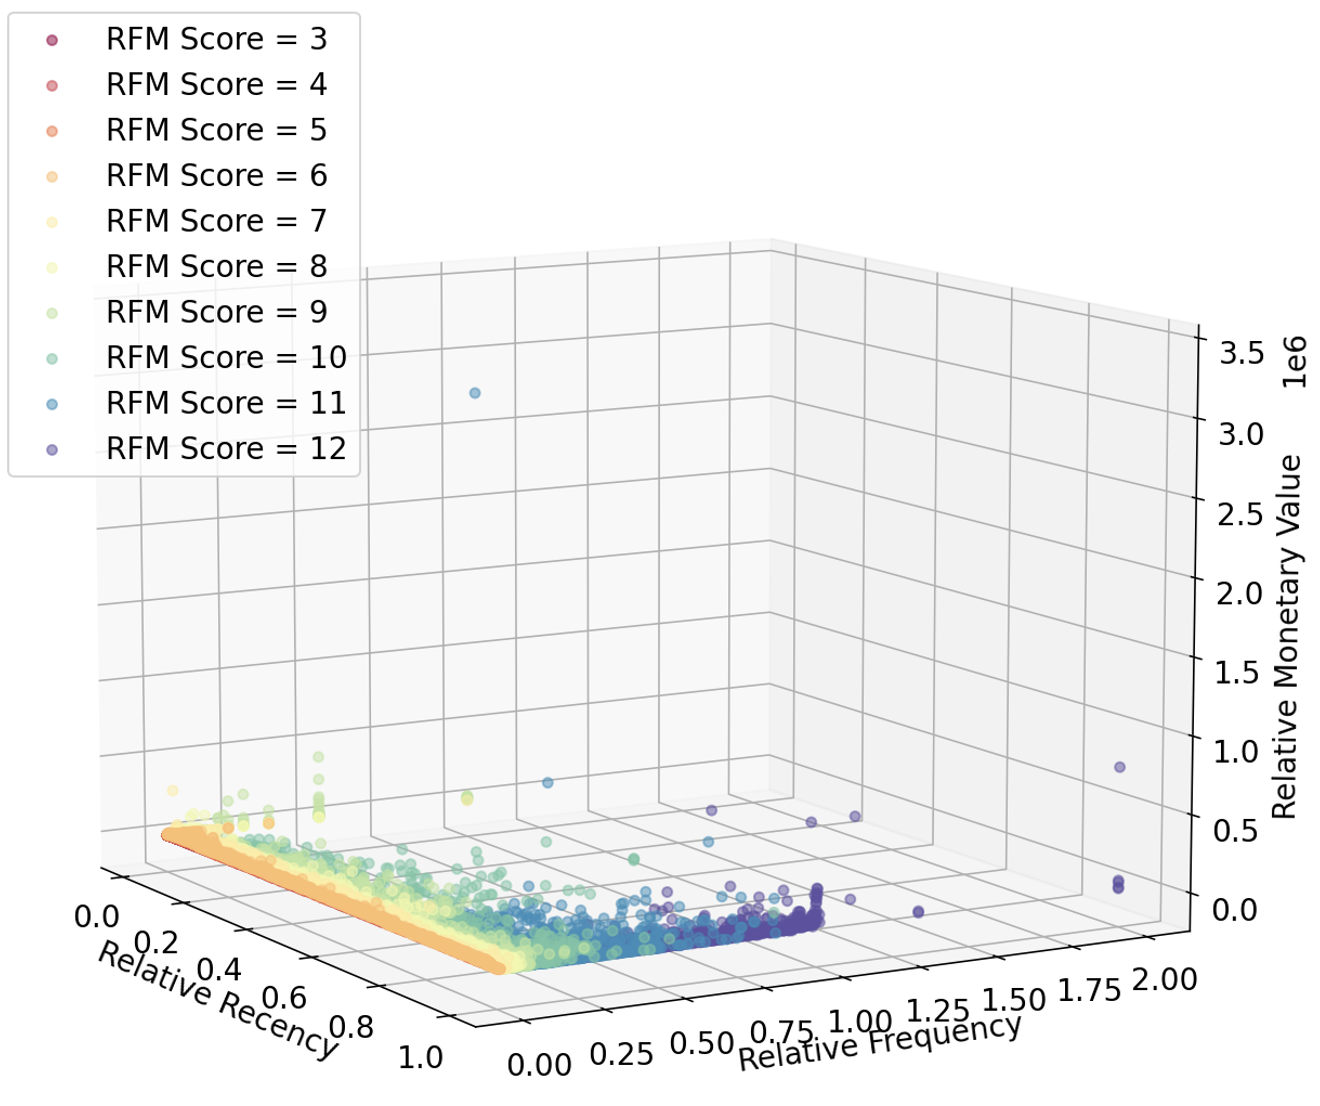 RFM Score = 3
RFM Score = 4
RFM Score = 5
RFM Score = 6
RFM Score = 7
RFM Score = 8
RFM Score = 9
RFM Score = 10
RFM Score = 11
RFM Score = 12
1e6
3.5
3.0
2.5
2.0
1.5
1.0
0.5
0.0
Relative Monetary Value
0.0
0.2
0.4
0.6
0.8
1.0
Relative Recency
0.00
0.25
0.50
0.75
1.00
1.25
1.50
1.75
2.00
Relative Frequency